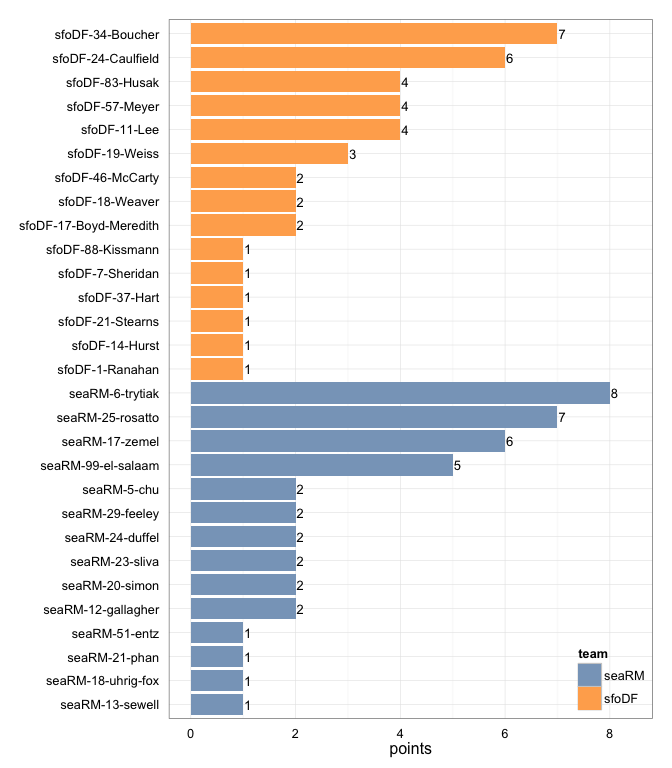 sfoDF-34-Boucher 7
sfoDF-24-Caulfield 6
sfoDF-83-Husak 4
sfoDF-57-Meyer 4
sfoDF-11-Lee 4
sfoDF-19-Weiss 3
sfoDF-46-McCarty 2
sfoDF-18-Weaver 2
sfoDF-17-Boyd-Meredith 2
sfoDF-88-Kissmann 1
sfoDF-7-Sheridan 1
sfoDF-37-Hart 1
sfoDF-21-Stearns 1
sfoDF-14-Hurst 1
sfoDF-1-Ranahan 1
seaRM-6-trytiak 8
seaRM-25-rosatto 7
seaRM-17-zemel 6
seaRM-99-el-salaam 5
seaRM-5-chu 2
seaRM-29-feeley 2
seaRM-24-duffel 2
seaRM-23-sliva 2
seaRM-20-simon 2
seaRM-12-gallagher 2
seaRM-51-entz 1
seaRM-21-phan 1
seaRM-18-uhrig-fox 1
seaRM-13-sewell 1
team
seaRM
sfoDF
0 2 4 6 8
points